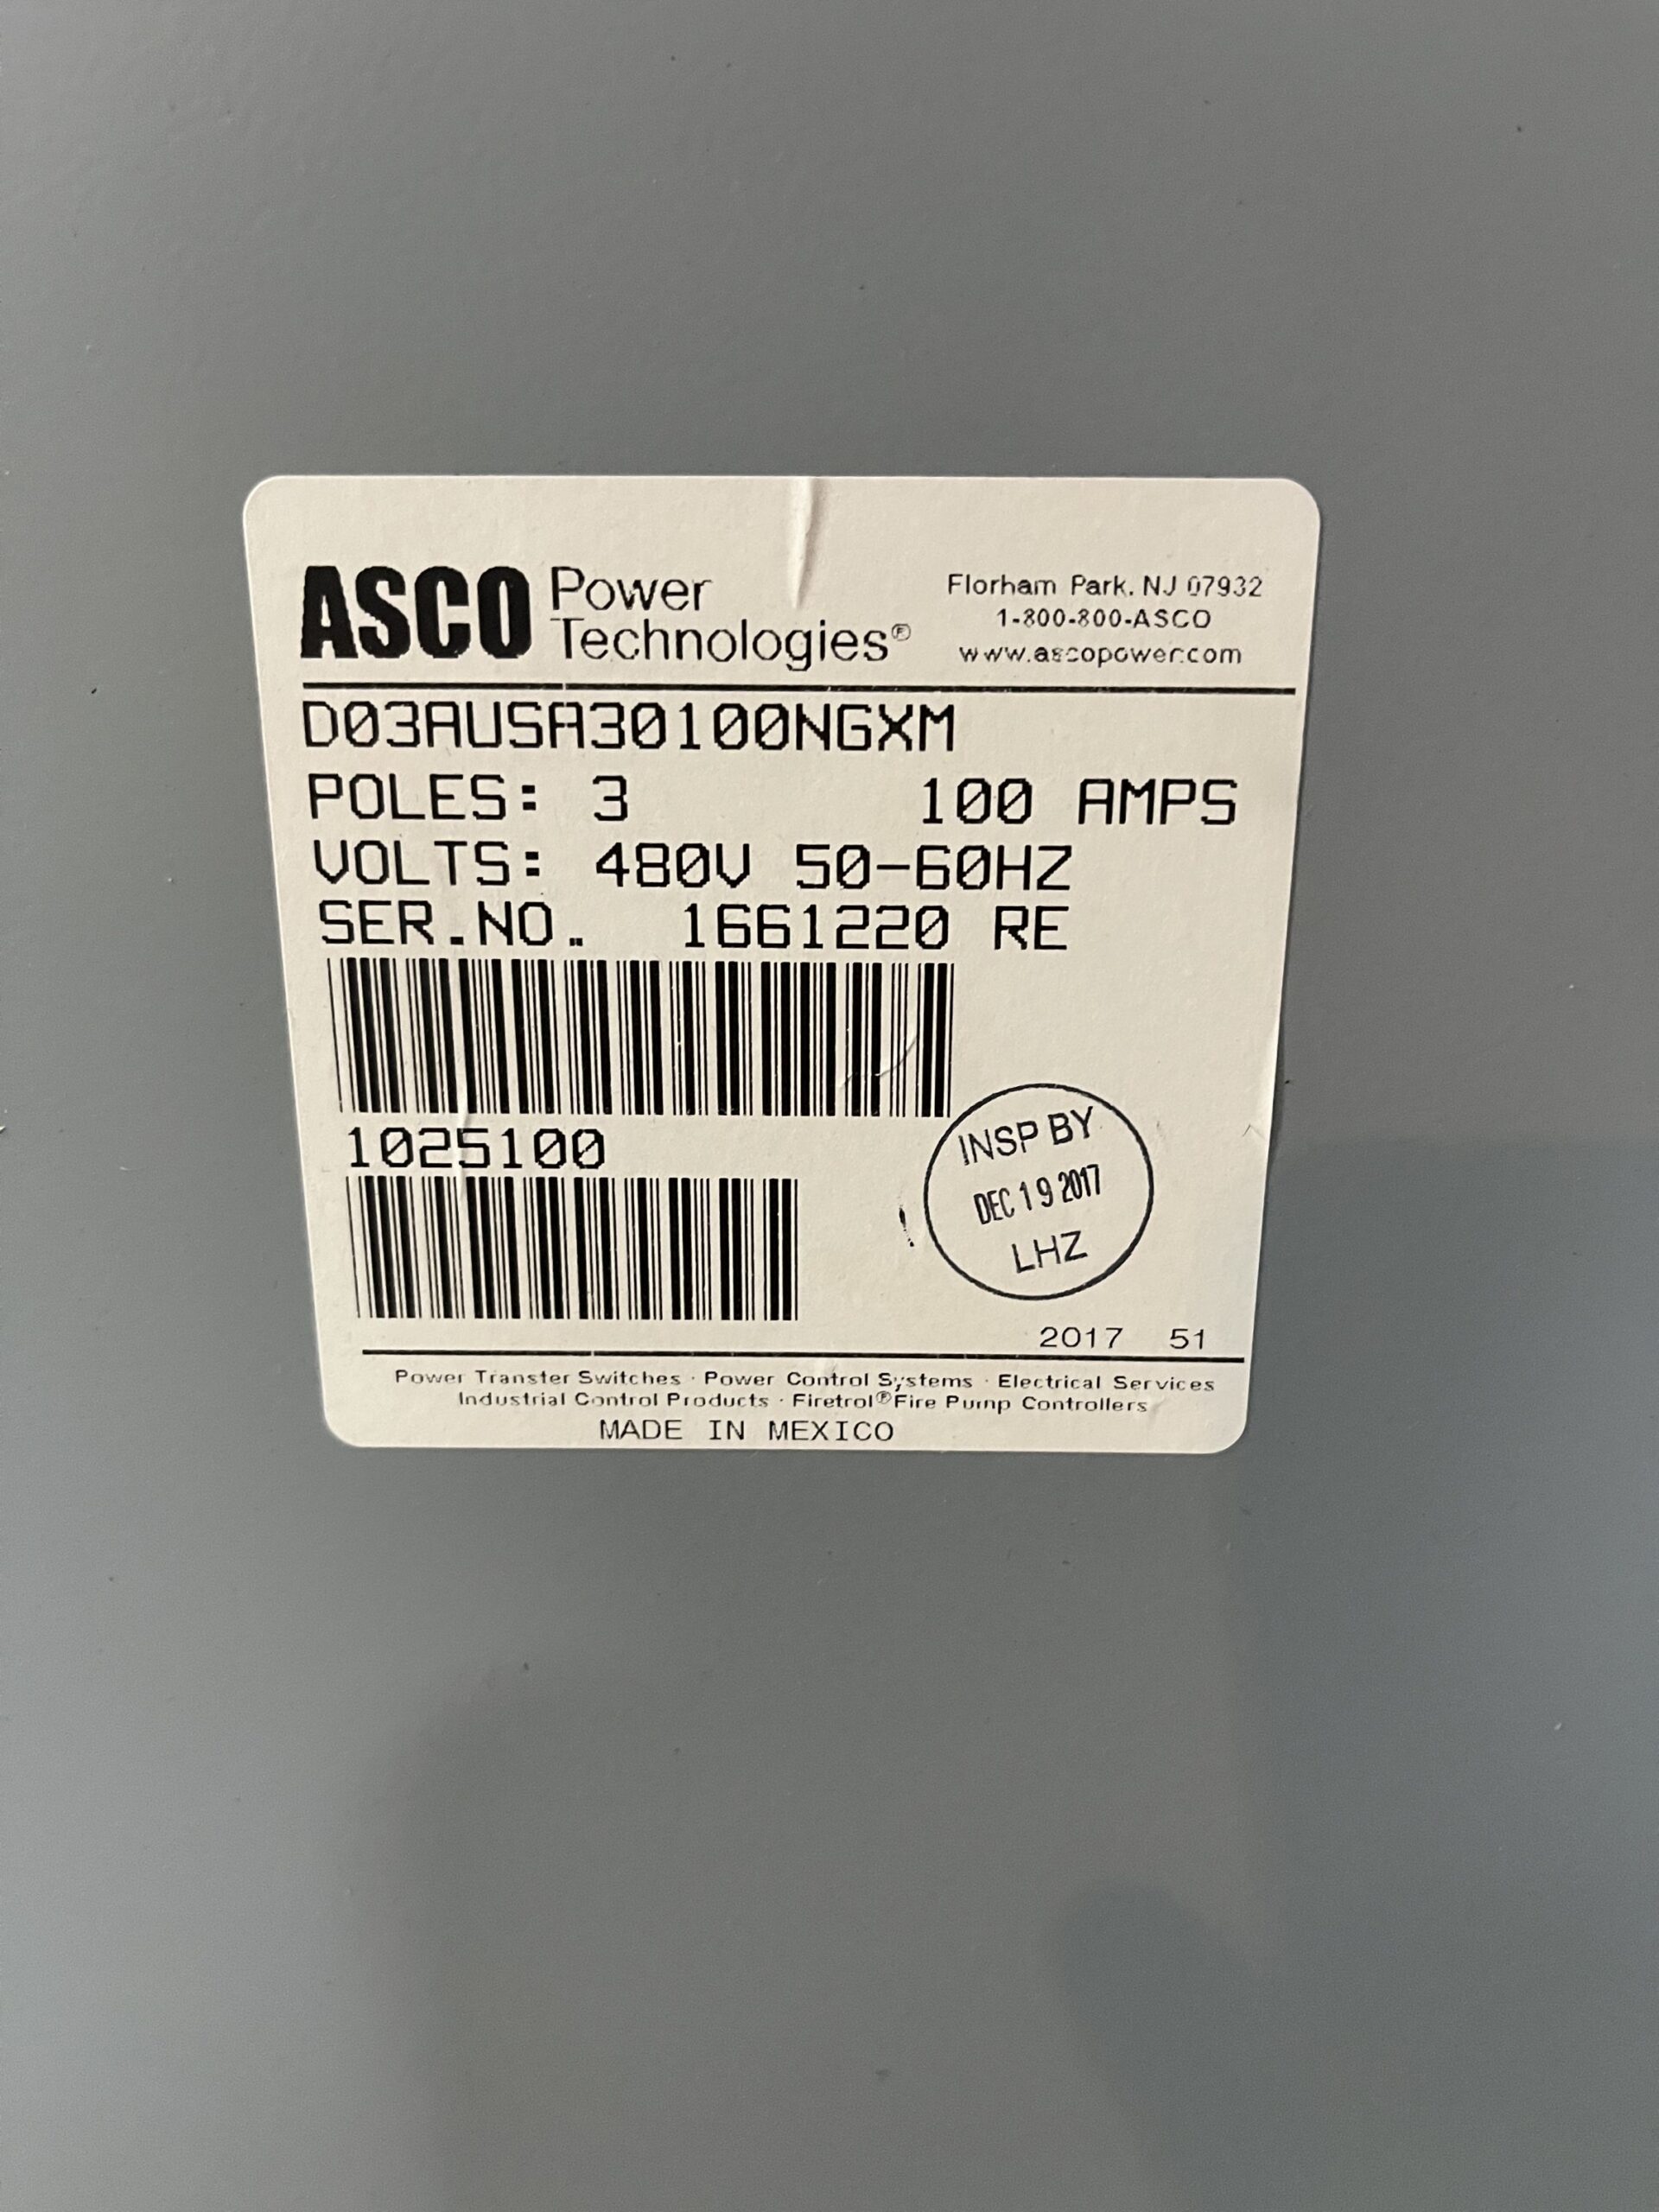 ASCO Power Technologies®
Florham Park, NJ 07932
1-800-800-ASCO
www.ascopower.com
D03AUSA30100NGXM
POLES: 3 100 AMPS
VOLTS: 480V 50-60HZ
SER.NO. 1661220 RE
1025100
INSP BY
DEC 19 2017
LHZ
2017 51
Power Transfer Switches · Power Control Systems · Electrical Services
Industrial Control Products · Firetrol® Fire Pump Controllers
MADE IN MEXICO